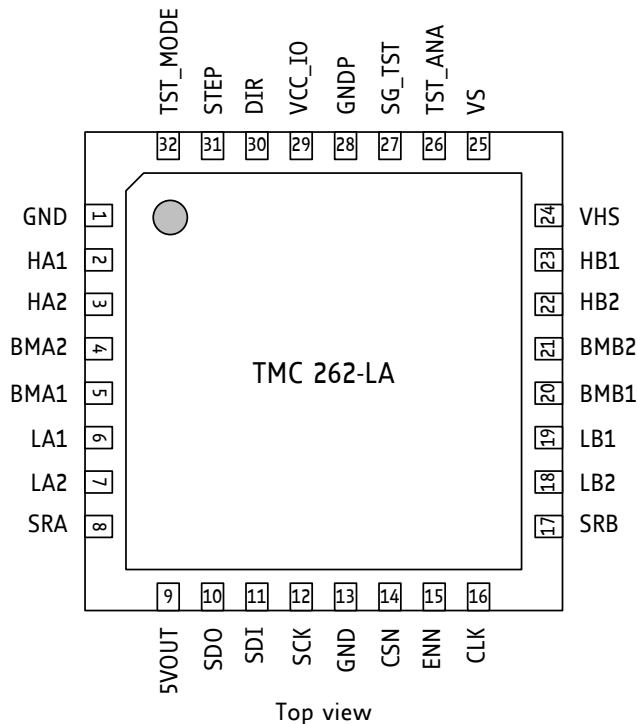 TST_MODE
STEP
DIR
VCC_IO
GNDP
SG_TST
TST_ANA
VS
32
31
30
29
28
27
26
25
GND 1
HA1 2
HA2 3
BMA2 4
BMA1 5
LA1 6
LA2 7
SRA 8
TMC 262-LA
24 VHS
23 HB1
22 HB2
21 BMB2
20 BMB1
19 LB1
18 LB2
17 SRB
9
10
11
12
13
14
15
16
5VOUT
SDO
SDI
SCK
GND
CSN
ENN
CLK
Top view